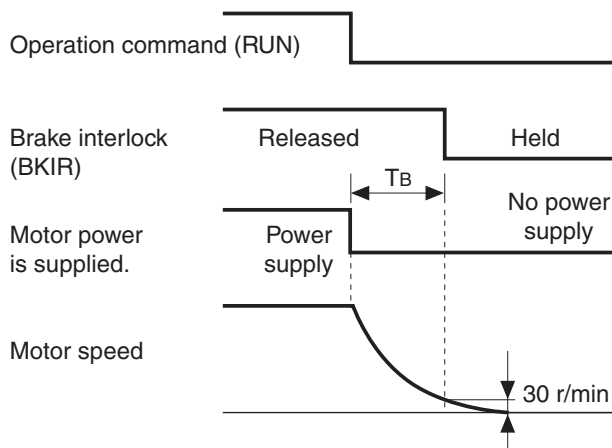 Operation command (RUN)
Brake interlock
(BKIR)
Released
Held
TB
Motor power
is supplied.
Power
supply
No power
supply
Motor speed
30 r/min